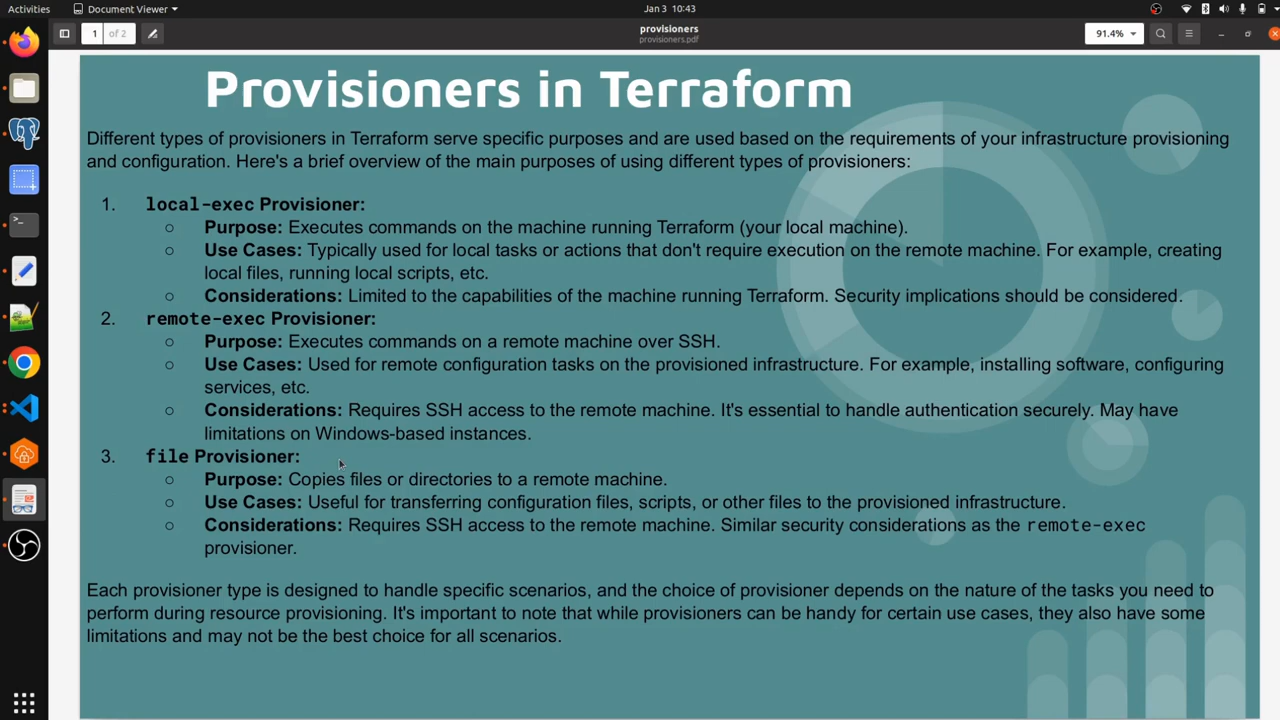 Activities
Document Viewer
Jan 3 10:43
1
of 2
provisioners
provisioners.pdf
91.4%
Provisioners in Terraform
Different types of provisioners in Terraform serve specific purposes and are used based on the requirements of your infrastructure provisioning
and configuration. Here's a brief overview of the main purposes of using different types of provisioners:
1. local-exec Provisioner:
○ Purpose: Executes commands on the machine running Terraform (your local machine).
○ Use Cases: Typically used for local tasks or actions that don't require execution on the remote machine. For example, creating
local files, running local scripts, etc.
○ Considerations: Limited to the capabilities of the machine running Terraform. Security implications should be considered.
2. remote-exec Provisioner:
○ Purpose: Executes commands on a remote machine over SSH.
○ Use Cases: Used for remote configuration tasks on the provisioned infrastructure. For example, installing software, configuring
services, etc.
○ Considerations: Requires SSH access to the remote machine. It's essential to handle authentication securely. May have
limitations on Windows-based instances.
3. file Provisioner:
○ Purpose: Copies files or directories to a remote machine.
○ Use Cases: Useful for transferring configuration files, scripts, or other files to the provisioned infrastructure.
○ Considerations: Requires SSH access to the remote machine. Similar security considerations as the remote-exec
provisioner.
Each provisioner type is designed to handle specific scenarios, and the choice of provisioner depends on the nature of the tasks you need to
perform during resource provisioning. It's important to note that while provisioners can be handy for certain use cases, they also have some
limitations and may not be the best choice for all scenarios.